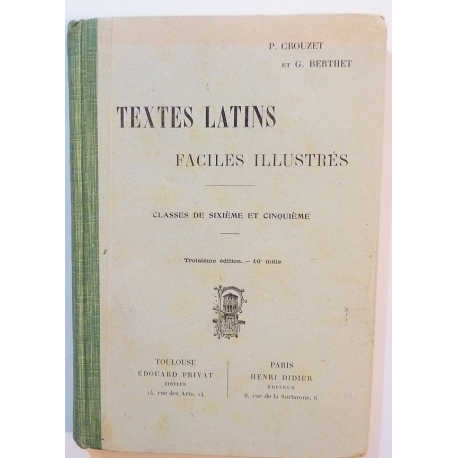 P. CROUZET
ET G. BERTHET
TEXTES LATINS
FACILES ILLUSTRÉS
CLASSES DE SIXIÈME ET CINQUIÈME
Troisième édition. — 16e mille
TOULOUSE
ÉDOUARD PRIVAT
ÉDITEUR
14, rue des Arts, 14
PARIS
HENRI DIDIER
ÉDITEUR
6, rue de la Sorbonne, 6